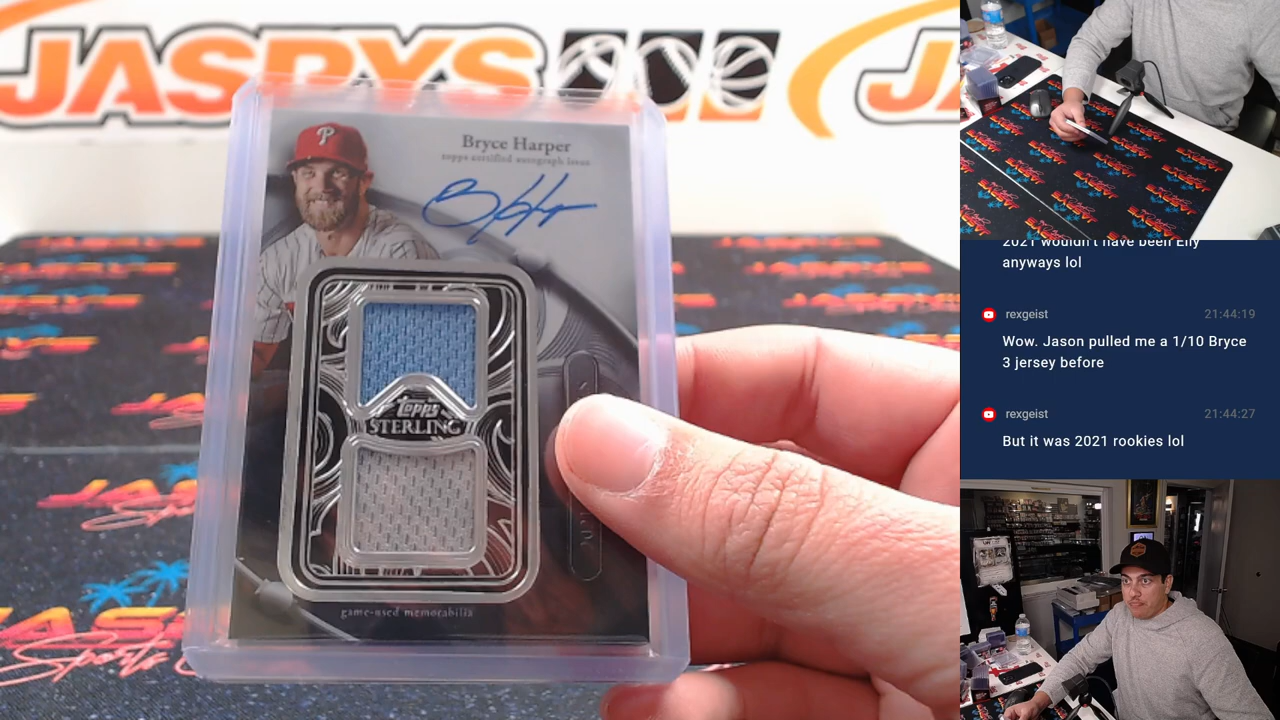 JASPYS
JA
P
Bryce Harper
topps certified autograph issue
Topps
STERLING
game-used memorabilia
2021 wouldn't have been Elly
anyways lol
rexgeist
21:44:19
Wow. Jason pulled me a 1/10 Bryce
3 jersey before
rexgeist
21:44:27
But it was 2021 rookies lol